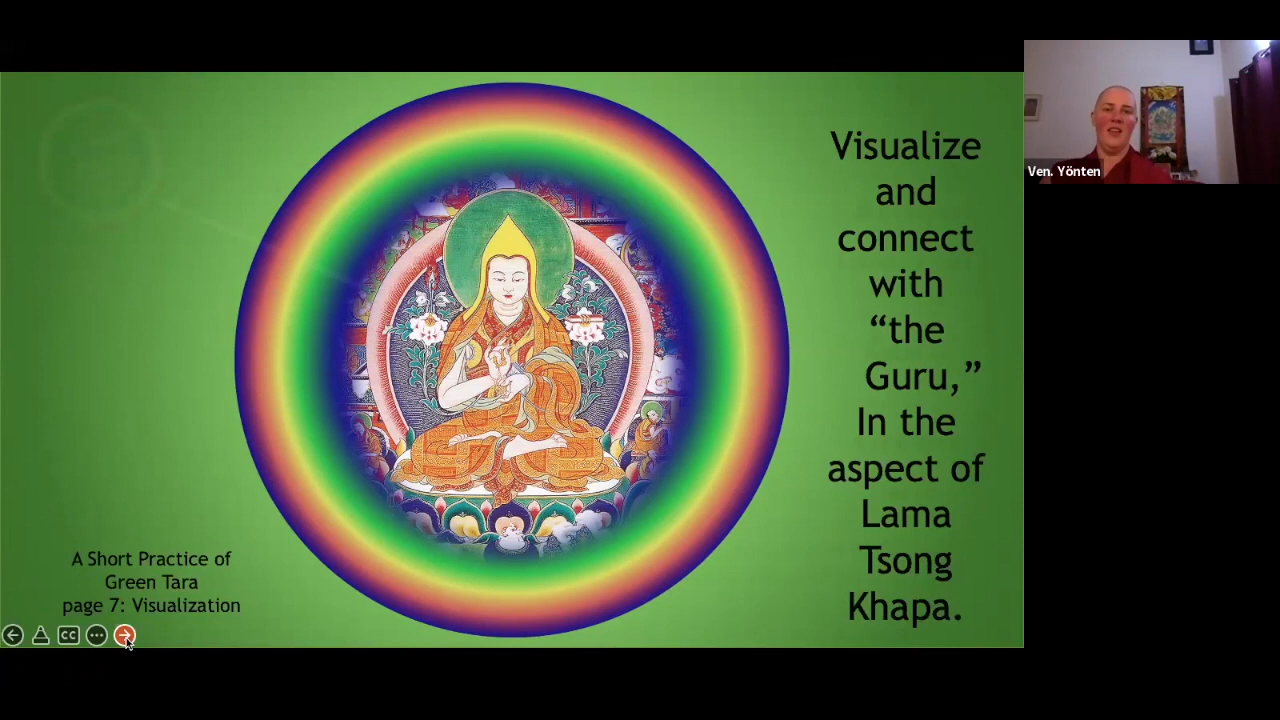 Visualize
and
connect
with
“the
Guru,”
In the
aspect of
Lama
Tsong
Khapa.
A Short Practice of
Green Tara
page 7: Visualization
CC
Ven. Yönten